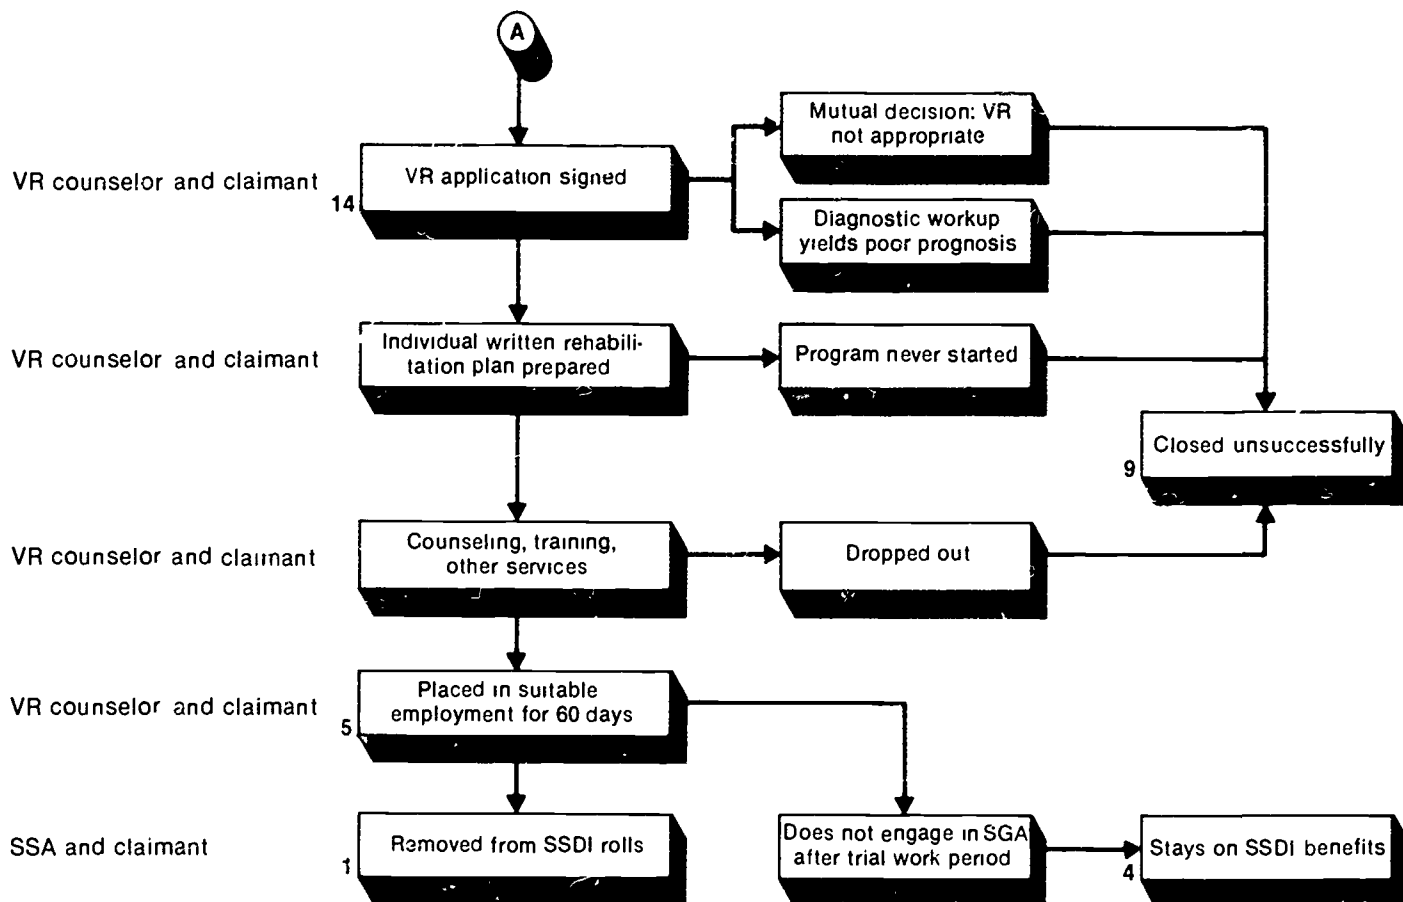 A
Mutual decision: VR
not appropriate
VR counselor and claimant
VR application signed
14
Diagnostic workup
yields poor prognosis
VR counselor and claimant
Individual written rehabili-
tation plan prepared
Program never started
Closed unsuccessfully
9
VR counselor and claimant
Counseling, training,
other services
Dropped out
VR counselor and claimant
Placed in suitable
employment for 60 days
5
SSA and claimant
Removed from SSDI rolls
1
Does not engage in SGA
after trial work period
Stays on SSDI benefits
4